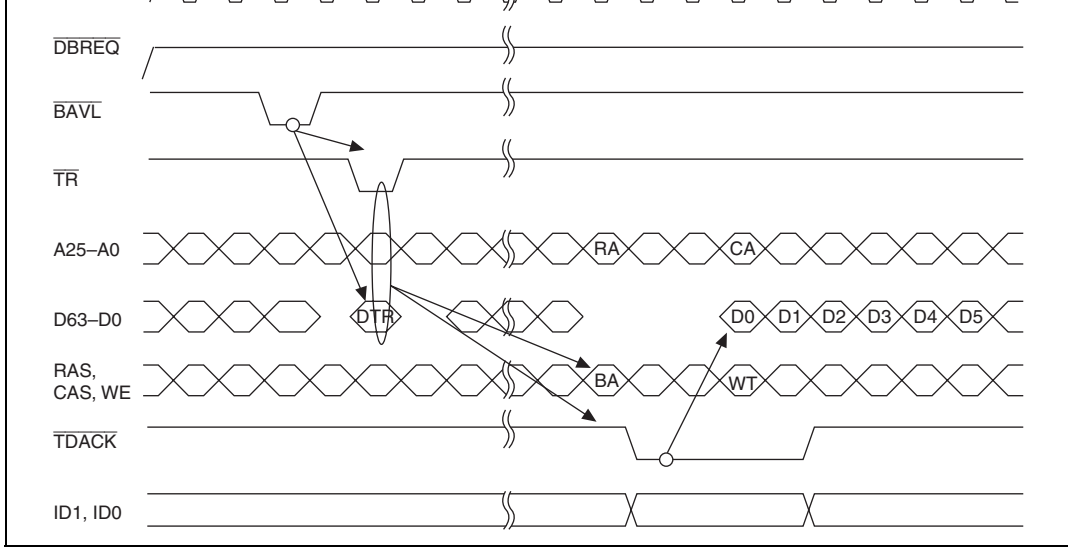 DBREQ
BAVL
TR
A25–A0 RA CA
D63–D0 DTR D0 D1 D2 D3 D4 D5
RAS,
CAS, WE BA WT
TDACK
ID1, ID0